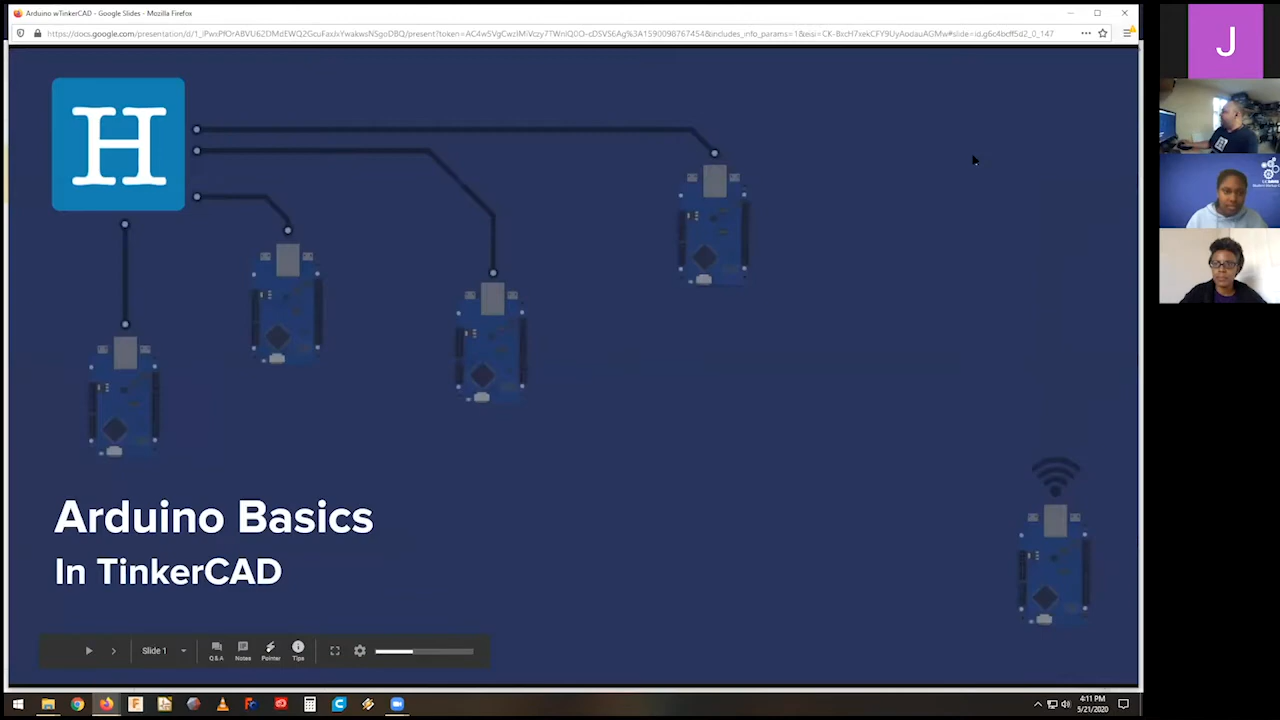 Arduino wTinkerCAD - Google Slides - Mozilla Firefox
J
H
Arduino Basics
In TinkerCAD
Slide 1
Q&A
Notes
Pointer
Tips
4:11 PM
5/21/2020